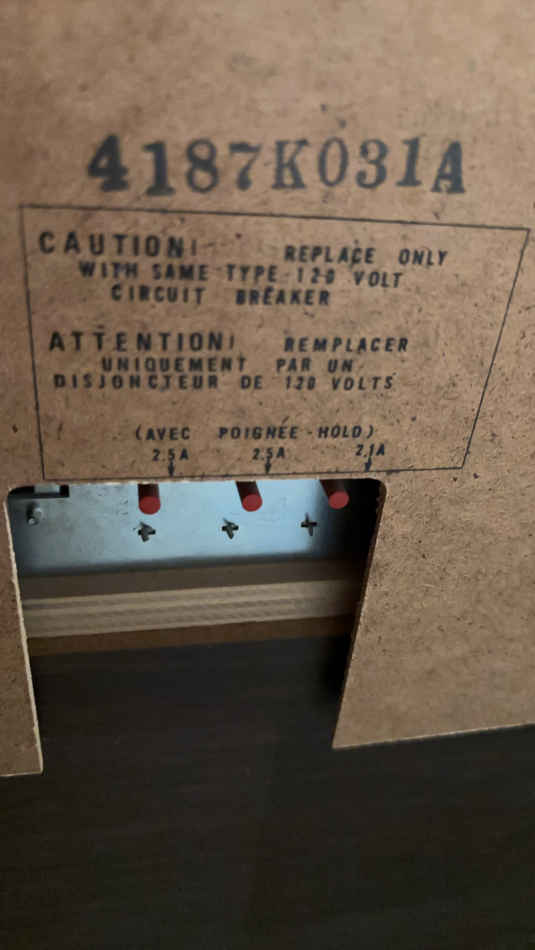 4187K031A
CAUTION: REPLACE ONLY
WITH SAME TYPE 120 VOLT
CIRCUIT BREAKER
ATTENTION: REMPLACER
UNIQUEMENT PAR UN
DISJONCTEUR DE 120 VOLTS
(AVEC POIGNÉE-HOLD)
2.5A 2.5A 2.1A